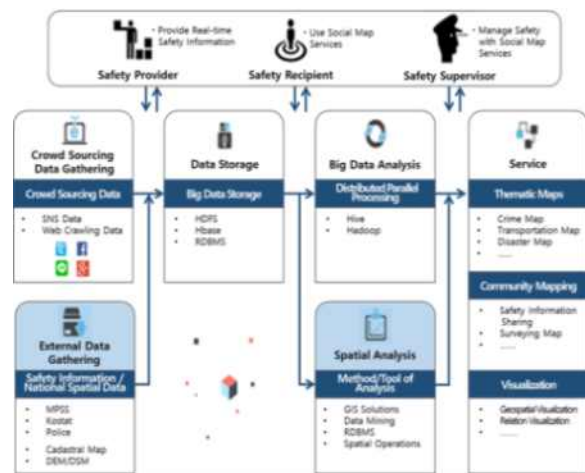 Provide Real-time
Safety Information
Safety Provider
Use Social Map
Services
Safety Recipient
Manage Safety
with Social Map
Services
Safety Supervisor
Crowd Sourcing
Data Gathering
Crowd Sourcing Data
SNS Data
Web Crawling Data
Data Storage
Big Data Storage
HDFS
Hbase
RDBMS
Big Data Analysis
Distributed Parallel
Processing
Hive
Hadoop
Service
Thematic Maps
Crime Map
Transportation Map
Disaster Map
......
Community Mapping
Safety Information
Sharing
Surveying Map
......
Visualization
Geospatial Visualization
Relation Visualization
......
External Data
Gathering
Safety Information /
National Spatial Data
MPSS
Kostat
Police
Cadastral Map
DEM/DSM
Spatial Analysis
Method/Tool of
Analysis
GIS Solutions
Data Mining
RDBMS
Spatial Operations